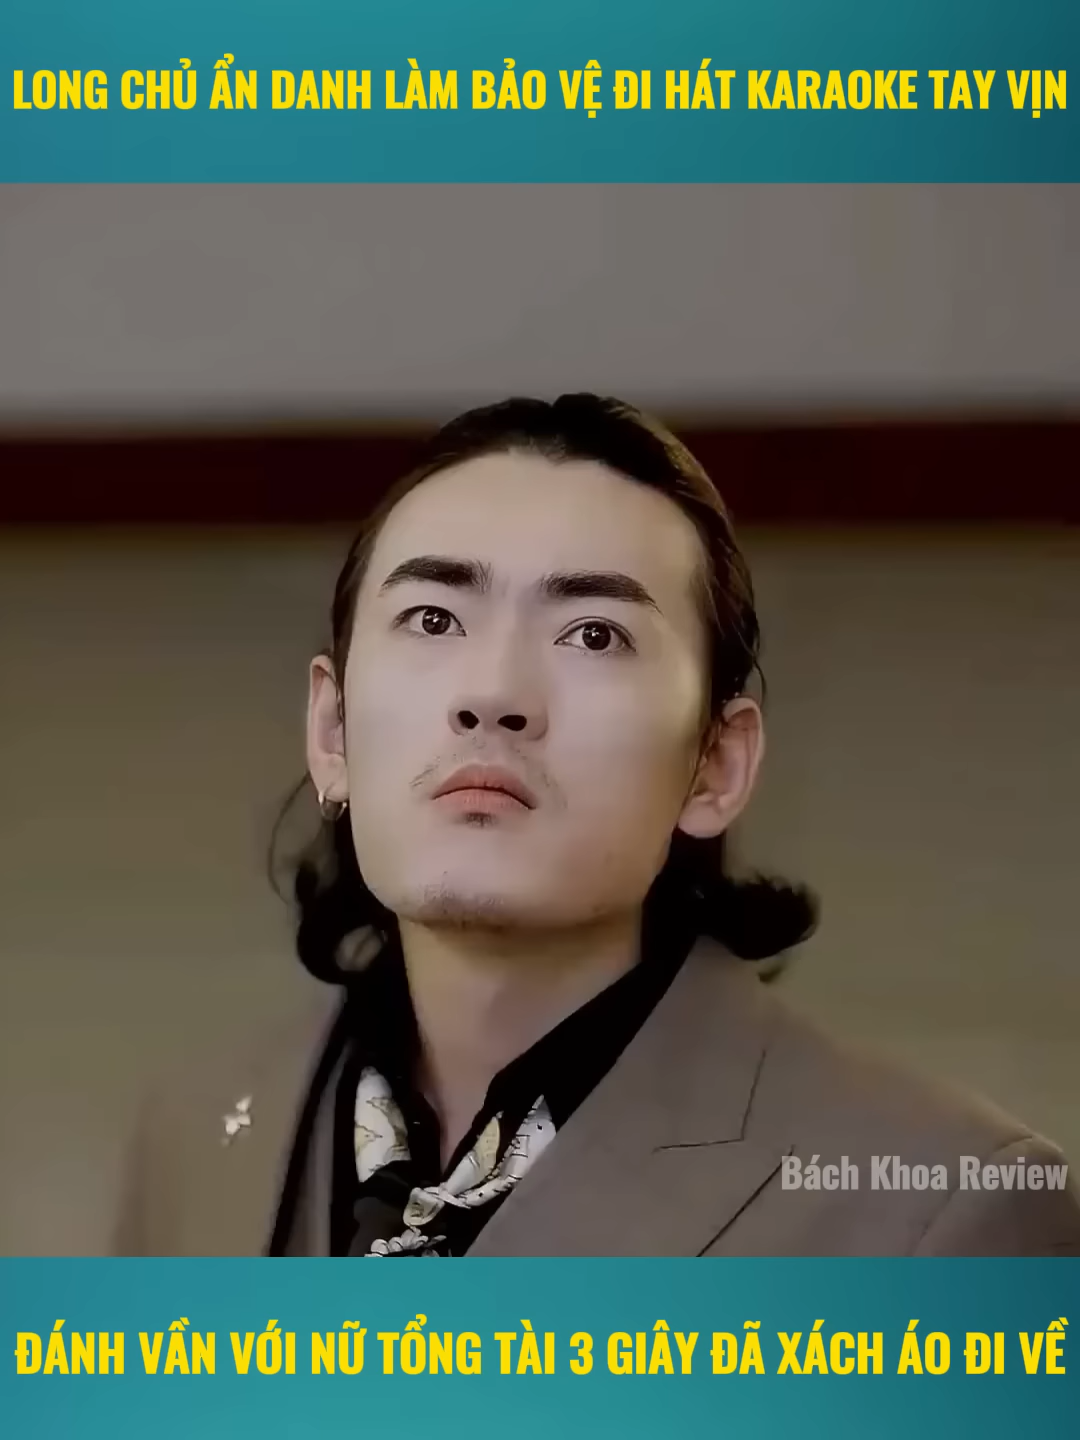 LONG CHỦ ẨN DANH LÀM BẢO VỆ ĐI HÁT KARAOKE TAY VỊN
Bách Khoa Review
ĐÁNH VẦN VỚI NỮ TỔNG TÀI 3 GIÂY ĐÃ XÁCH ÁO ĐI VỀ